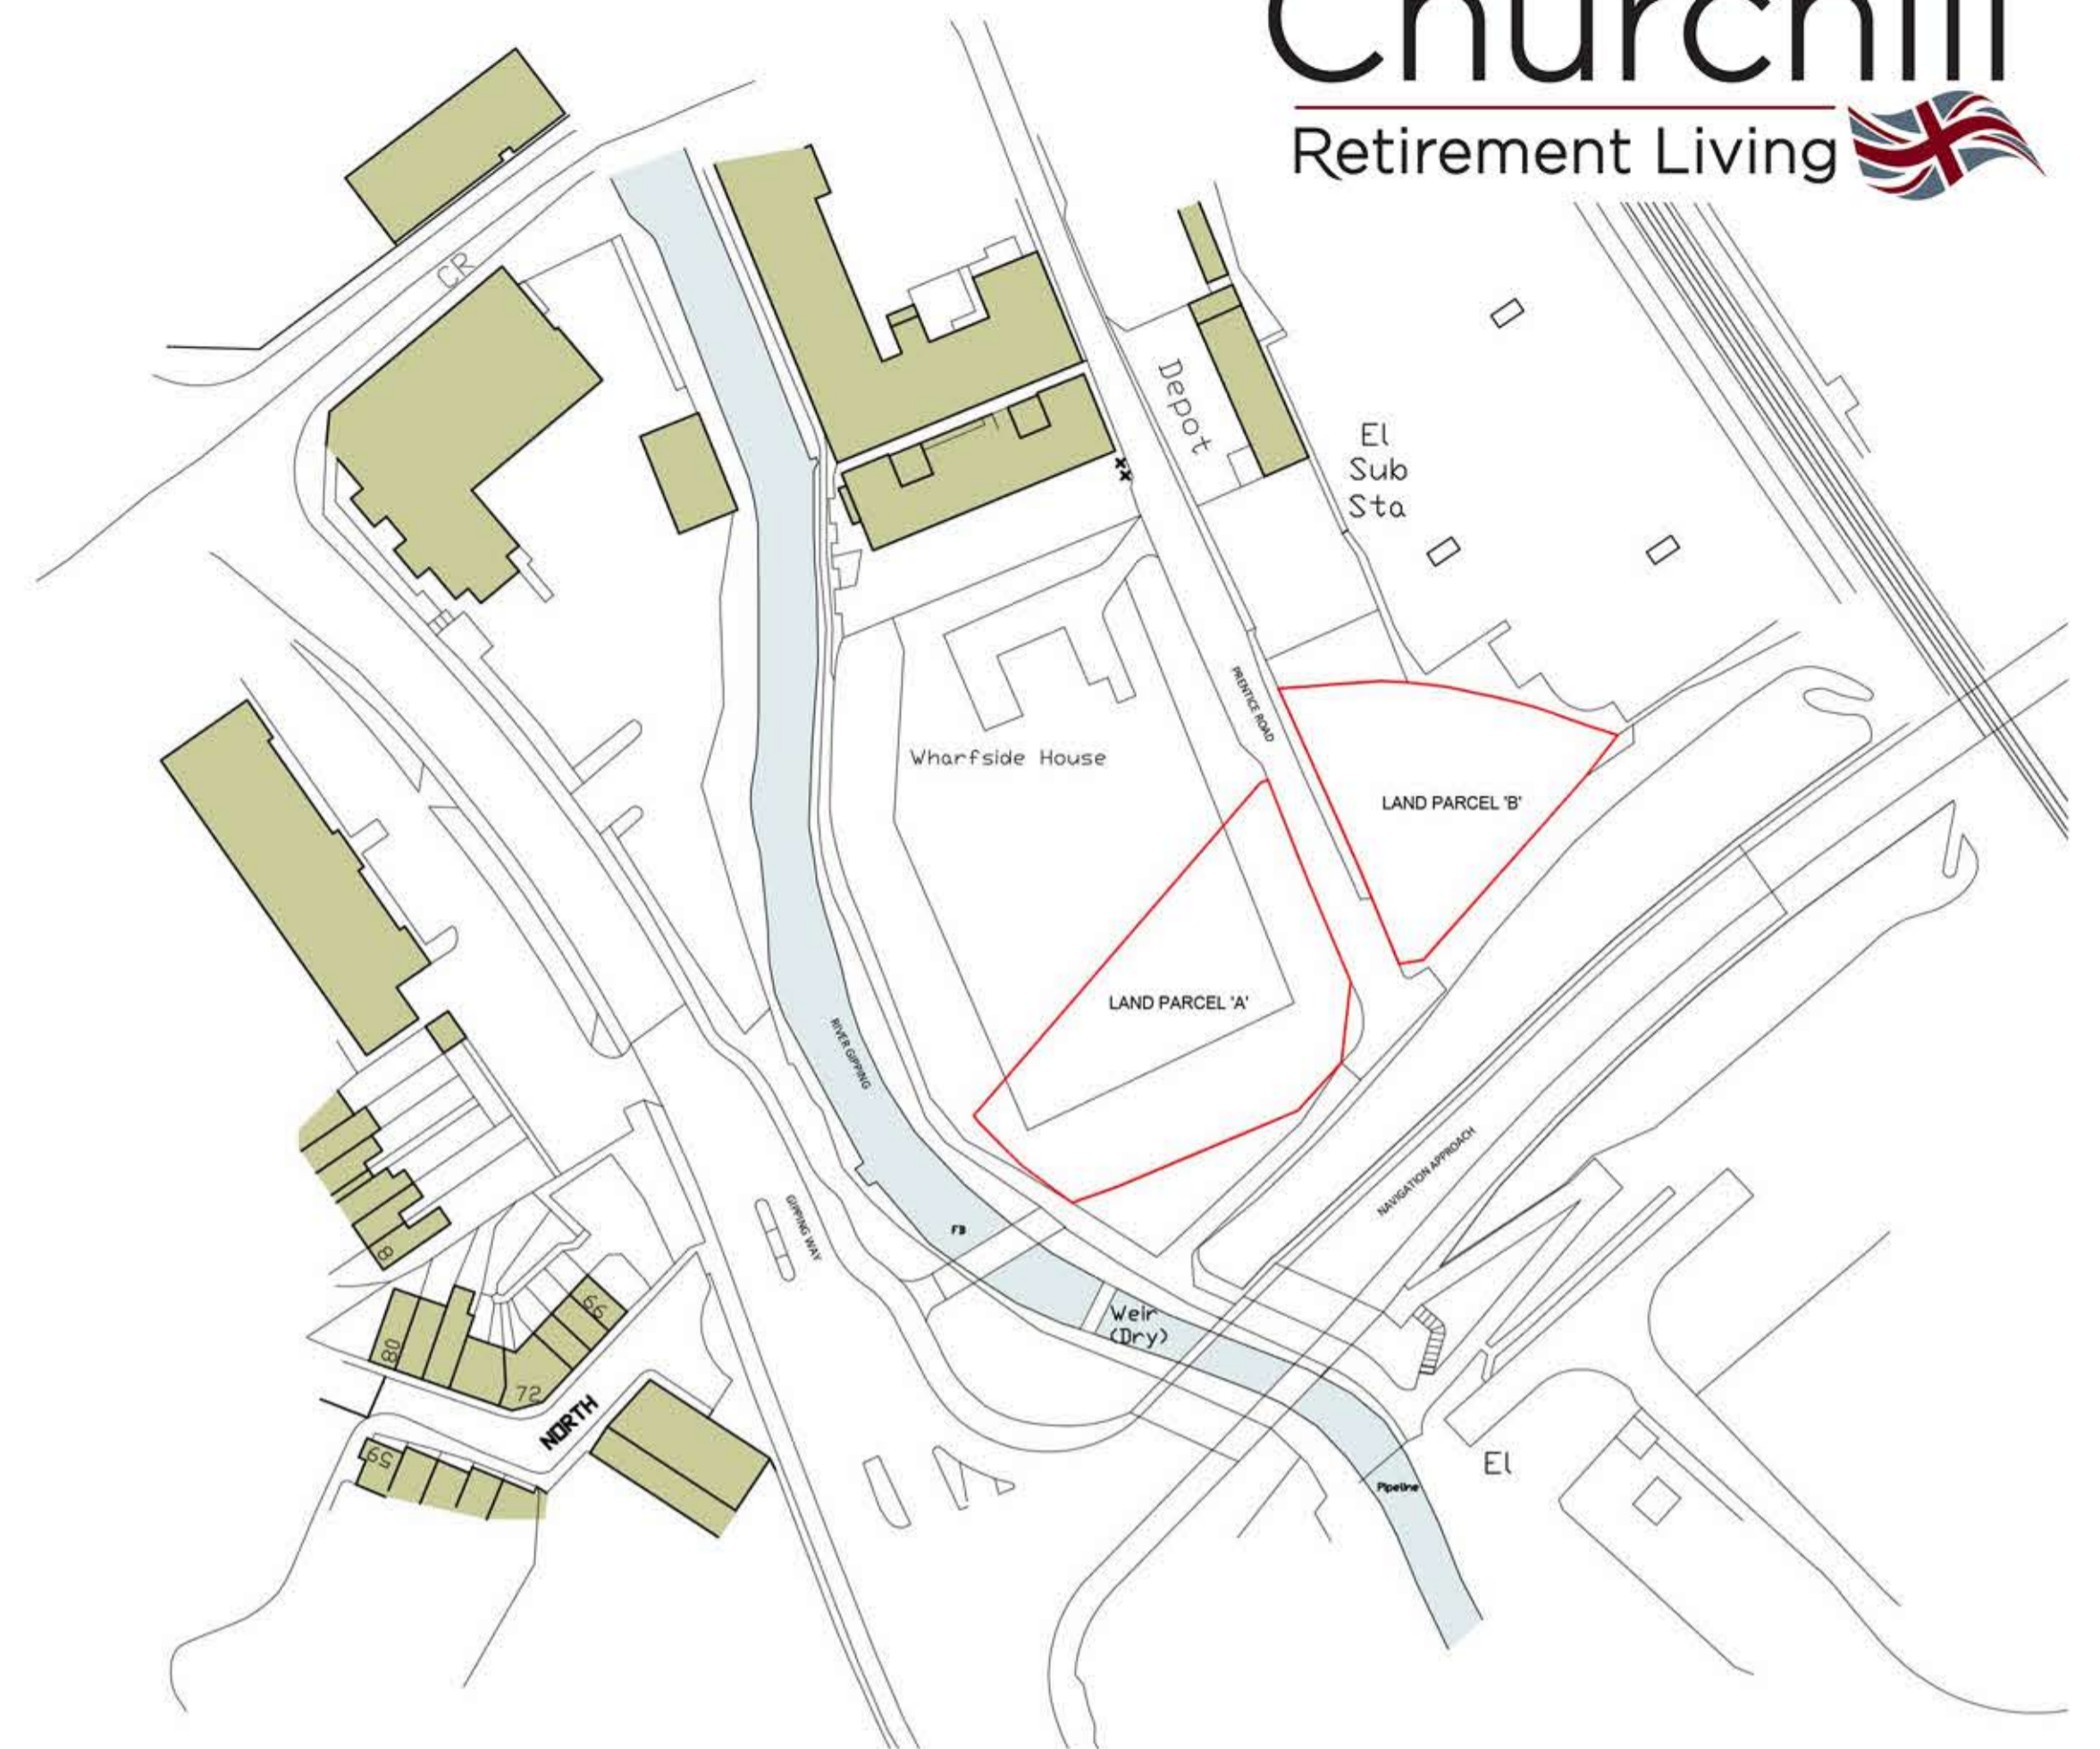 Churchill
Retirement Living
CR
Depot
El
Sub
Sta
xx
PRENTICE ROAD
Wharfside House
LAND PARCEL 'B'
LAND PARCEL 'A'
RIVER GIPPING
NAVIGATION APPROACH
GIPPING WAY
FB
8
66
Weir
(Dry)
80
72
NORTH
59
El
Pipeline